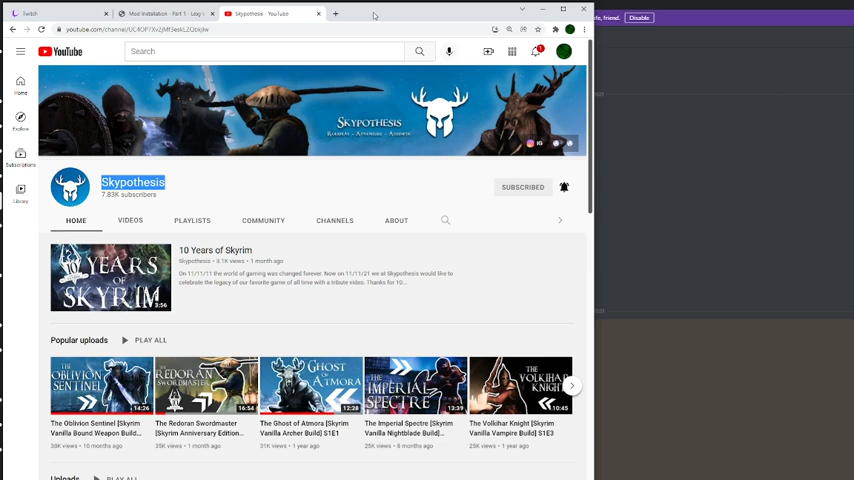 Twitch
Mod Installation - Part 1 - Leg
Skypothesis - YouTube
youtube.com/channel/
fe, friend.
Disable
YouTube
Search
1
SKYPOTHESIS
IG
Home
Explore
Subscriptions
Library
Skypothesis
7.83K subscribers
SUBSCRIBED
HOME
VIDEOS
PLAYLISTS
COMMUNITY
CHANNELS
ABOUT
10 YEARS OF SKYRIM
3:56
10 Years of Skyrim
Skypothesis • 3.1K views • 1 month ago
On 11/11/11 the world of gaming was changed forever. Now on 11/11/21 we at Skypothesis would like to
celebrate the legacy of our favorite game of all time with a tribute video. Thanks for 10...
Popular uploads
PLAY ALL
THE OBLIVION SENTINEL
14:26
THE REDORAN SWORDMASTER
16:54
GHOST OF ATMORA
12:28
THE IMPERIAL SPECTRE
13:39
THE VOLKIHAR KNIGHT
10:45
The Oblivion Sentinel [Skyrim
Vanilla Bound Weapon Build...
The Redoran Swordmaster
[Skyrim Anniversary Edition...
The Ghost of Atmora [Skyrim
Vanilla Archer Build] S1E1
The Imperial Spectre [Skyrim
Vanilla Nightblade Build]...
The Volkihar Knight [Skyrim
Vanilla Vampire Build] S1E3
38K views • 10 months ago
35K views • 1 month ago
31K views • 1 year ago
25K views • 8 months ago
25K views • 1 year ago
Uploads
PLAY ALL